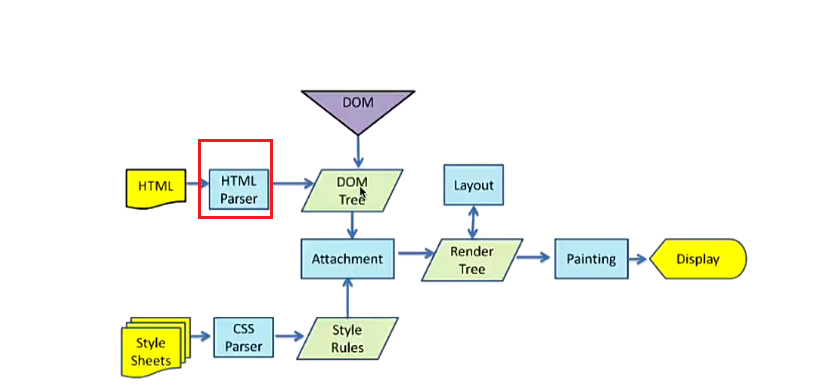 DOM
HTML
HTML
Parser
DOM
Tree
Layout
Attachment
Render
Tree
Painting
Display
Style
Sheets
CSS
Parser
Style
Rules